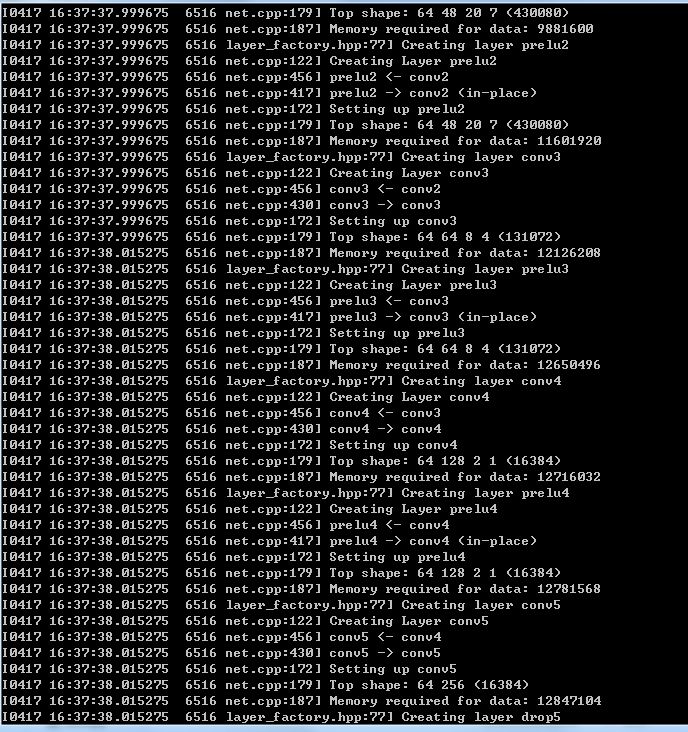 I0417 16:37:37.999675  6516 net.cpp:179] Top shape: 64 48 20 7 (430080)
I0417 16:37:37.999675  6516 net.cpp:187] Memory required for data: 9881600
I0417 16:37:37.999675  6516 layer_factory.hpp:77] Creating layer prelu2
I0417 16:37:37.999675  6516 net.cpp:122] Creating Layer prelu2
I0417 16:37:37.999675  6516 net.cpp:456] prelu2 <- conv2
I0417 16:37:37.999675  6516 net.cpp:417] prelu2 -> conv2 (in-place)
I0417 16:37:37.999675  6516 net.cpp:172] Setting up prelu2
I0417 16:37:37.999675  6516 net.cpp:179] Top shape: 64 48 20 7 (430080)
I0417 16:37:37.999675  6516 net.cpp:187] Memory required for data: 11601920
I0417 16:37:37.999675  6516 layer_factory.hpp:77] Creating layer conv3
I0417 16:37:37.999675  6516 net.cpp:122] Creating Layer conv3
I0417 16:37:37.999675  6516 net.cpp:456] conv3 <- conv2
I0417 16:37:37.999675  6516 net.cpp:430] conv3 -> conv3
I0417 16:37:37.999675  6516 net.cpp:172] Setting up conv3
I0417 16:37:37.999675  6516 net.cpp:179] Top shape: 64 64 8 4 (131072)
I0417 16:37:38.015275  6516 net.cpp:187] Memory required for data: 12126208
I0417 16:37:38.015275  6516 layer_factory.hpp:77] Creating layer prelu3
I0417 16:37:38.015275  6516 net.cpp:122] Creating Layer prelu3
I0417 16:37:38.015275  6516 net.cpp:456] prelu3 <- conv3
I0417 16:37:38.015275  6516 net.cpp:417] prelu3 -> conv3 (in-place)
I0417 16:37:38.015275  6516 net.cpp:172] Setting up prelu3
I0417 16:37:38.015275  6516 net.cpp:179] Top shape: 64 64 8 4 (131072)
I0417 16:37:38.015275  6516 net.cpp:187] Memory required for data: 12650496
I0417 16:37:38.015275  6516 layer_factory.hpp:77] Creating layer conv4
I0417 16:37:38.015275  6516 net.cpp:122] Creating Layer conv4
I0417 16:37:38.015275  6516 net.cpp:456] conv4 <- conv3
I0417 16:37:38.015275  6516 net.cpp:430] conv4 -> conv4
I0417 16:37:38.015275  6516 net.cpp:172] Setting up conv4
I0417 16:37:38.015275  6516 net.cpp:179] Top shape: 64 128 2 1 (16384)
I0417 16:37:38.015275  6516 net.cpp:187] Memory required for data: 12716032
I0417 16:37:38.015275  6516 layer_factory.hpp:77] Creating layer prelu4
I0417 16:37:38.015275  6516 net.cpp:122] Creating Layer prelu4
I0417 16:37:38.015275  6516 net.cpp:456] prelu4 <- conv4
I0417 16:37:38.015275  6516 net.cpp:417] prelu4 -> conv4 (in-place)
I0417 16:37:38.015275  6516 net.cpp:172] Setting up prelu4
I0417 16:37:38.015275  6516 net.cpp:179] Top shape: 64 128 2 1 (16384)
I0417 16:37:38.015275  6516 net.cpp:187] Memory required for data: 12781568
I0417 16:37:38.015275  6516 layer_factory.hpp:77] Creating layer conv5
I0417 16:37:38.015275  6516 net.cpp:122] Creating Layer conv5
I0417 16:37:38.015275  6516 net.cpp:456] conv5 <- conv4
I0417 16:37:38.015275  6516 net.cpp:430] conv5 -> conv5
I0417 16:37:38.015275  6516 net.cpp:172] Setting up conv5
I0417 16:37:38.015275  6516 net.cpp:179] Top shape: 64 256 (16384)
I0417 16:37:38.015275  6516 net.cpp:187] Memory required for data: 12847104
I0417 16:37:38.015275  6516 layer_factory.hpp:77] Creating layer drop5